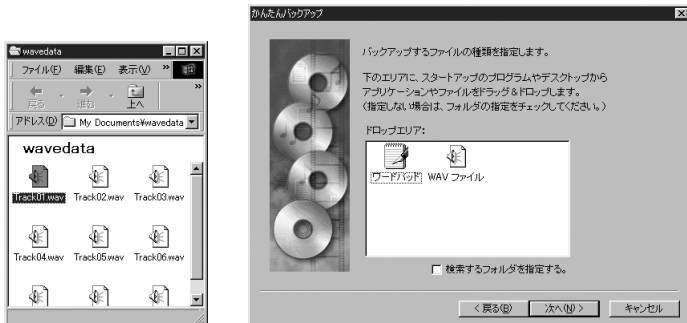 wavedata
ファイル(F) 編集(E) 表示(V) »
戻る 進む 上へ »
アドレス(D) My Documents¥wavedata
wavedata
Track01.wav Track02.wav Track03.wav
Track04.wav Track05.wav Track06.wav
かんたんバックアップ
バックアップするファイルの種類を指定します。
下のエリアに、スタートアップのプログラムやデスクトップから
アプリケーションやファイルをドラッグ&ドロップします。
(指定しない場合は、フォルダの指定をチェックしてください。)
ドロップエリア:
ワードパッド WAV ファイル
検索するフォルダを指定する。
< 戻る(B) 次へ(N) > キャンセル